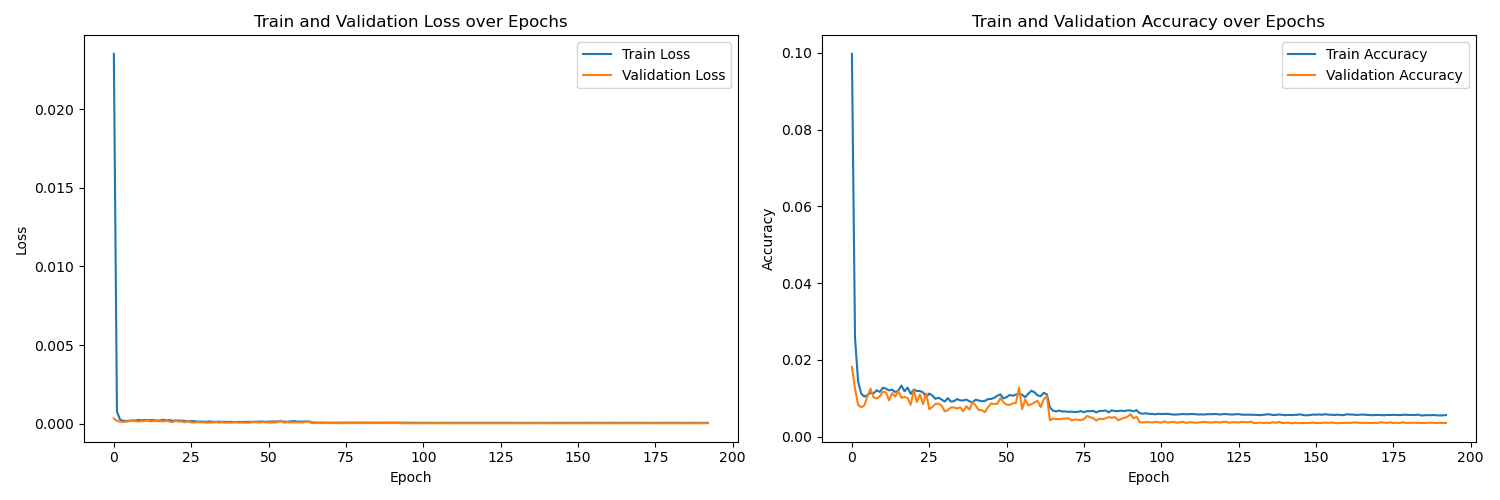 Train and Validation Loss over Epochs
Train Loss
Validation Loss
0.020
0.015
0.010
0.005
0.000
Loss
0
25
50
75
100
125
150
175
200
Epoch
Train and Validation Accuracy over Epochs
Train Accuracy
Validation Accuracy
0.10
0.08
0.06
0.04
0.02
0.00
Accuracy
0
25
50
75
100
125
150
175
200
Epoch